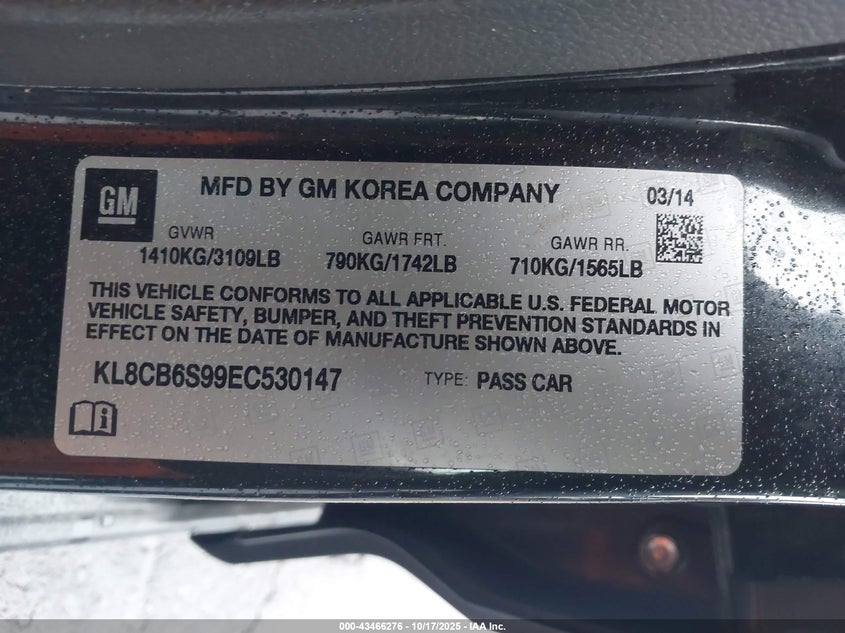 GM
MFD BY GM KOREA COMPANY
03/14
GVWR
GAWR FRT.
GAWR RR.
1410KG/3109LB
790KG/1742LB
710KG/1565LB
THIS VEHICLE CONFORMS TO ALL APPLICABLE U.S. FEDERAL MOTOR
VEHICLE SAFETY, BUMPER, AND THEFT PREVENTION STANDARDS IN
EFFECT ON THE DATE OF MANUFACTURE SHOWN ABOVE.
KL8CB6S99EC530147
TYPE: PASS CAR
000-43466276 | 10/17/2025 - IAA Inc.